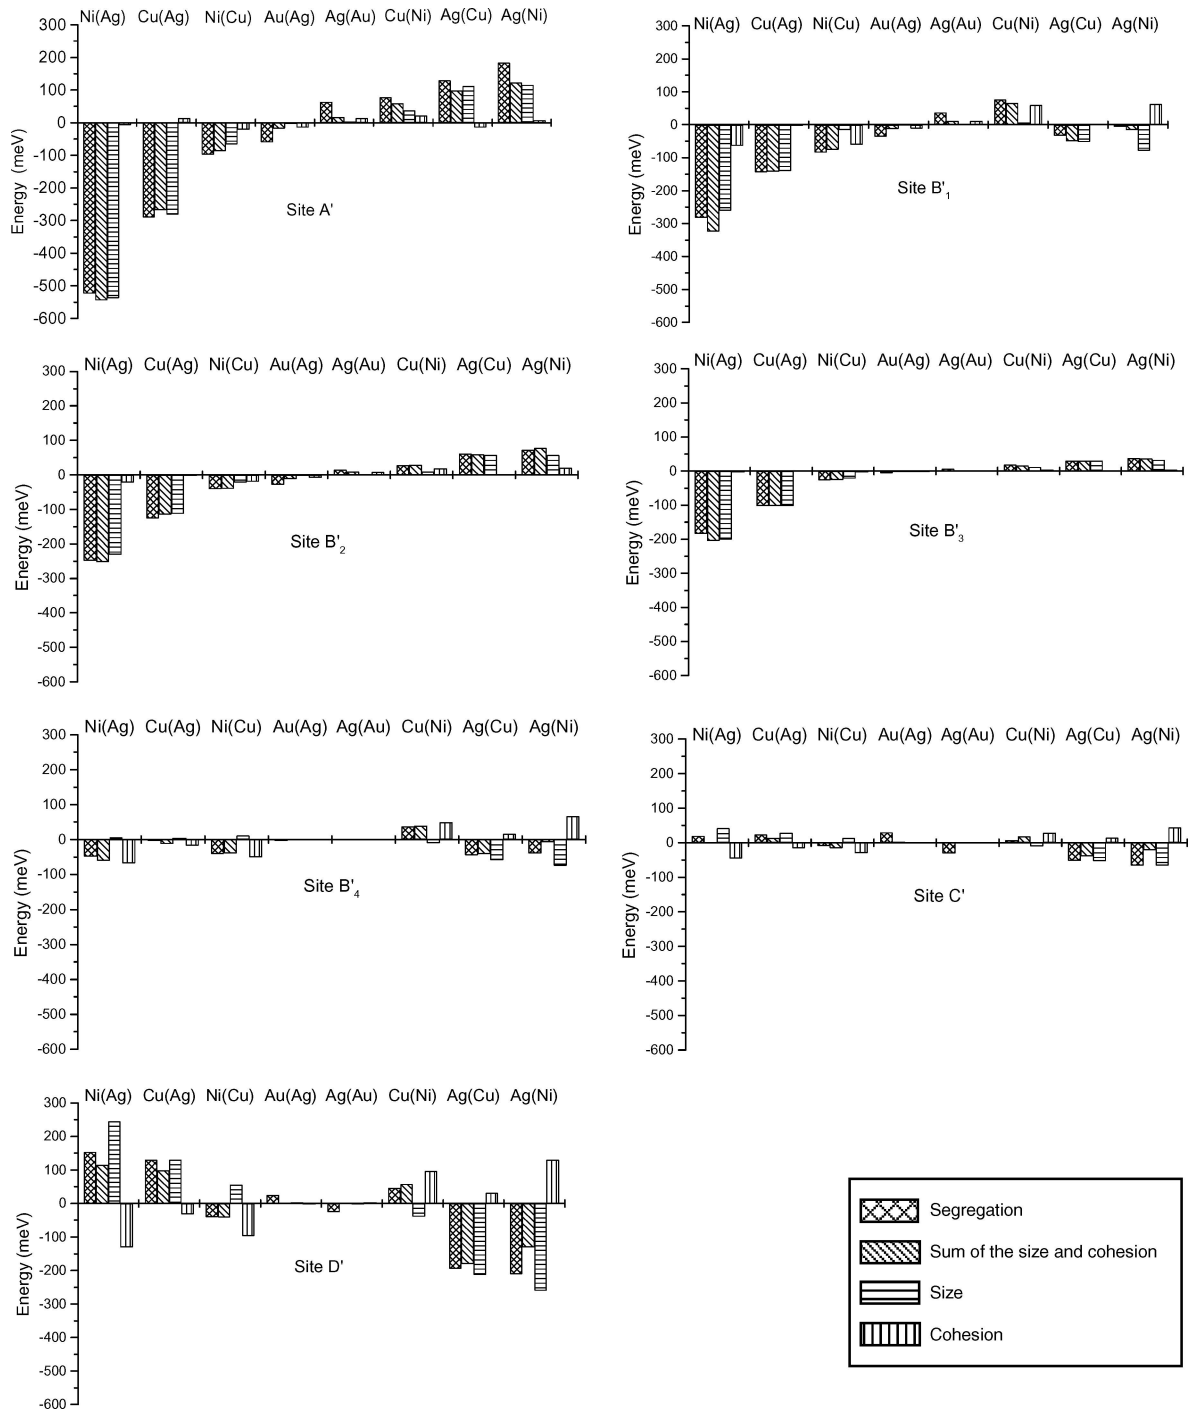 Ni(Ag) Cu(Ag) Ni(Cu) Au(Ag) Ag(Au) Cu(Ni) Ag(Cu) Ag(Ni)
300
200
100
0
-100
-200
-300
-400
-500
-600
Energy (meV)
Site A'
Ni(Ag) Cu(Ag) Ni(Cu) Au(Ag) Ag(Au) Cu(Ni) Ag(Cu) Ag(Ni)
300
200
100
0
-100
-200
-300
-400
-500
-600
Energy (meV)
Site B'1
Ni(Ag) Cu(Ag) Ni(Cu) Au(Ag) Ag(Au) Cu(Ni) Ag(Cu) Ag(Ni)
300
200
100
0
-100
-200
-300
-400
-500
-600
Energy (meV)
Site B'2
Ni(Ag) Cu(Ag) Ni(Cu) Au(Ag) Ag(Au) Cu(Ni) Ag(Cu) Ag(Ni)
300
200
100
0
-100
-200
-300
-400
-500
-600
Energy (meV)
Site B'3
Ni(Ag) Cu(Ag) Ni(Cu) Au(Ag) Ag(Au) Cu(Ni) Ag(Cu) Ag(Ni)
300
200
100
0
-100
-200
-300
-400
-500
-600
Energy (meV)
Site B'4
Ni(Ag) Cu(Ag) Ni(Cu) Au(Ag) Ag(Au) Cu(Ni) Ag(Cu) Ag(Ni)
300
200
100
0
-100
-200
-300
-400
-500
-600
Energy (meV)
Site C'
Ni(Ag) Cu(Ag) Ni(Cu) Au(Ag) Ag(Au) Cu(Ni) Ag(Cu) Ag(Ni)
300
200
100
0
-100
-200
-300
-400
-500
-600
Energy (meV)
Site D'
Segregation
Sum of the size and cohesion
Size
Cohesion